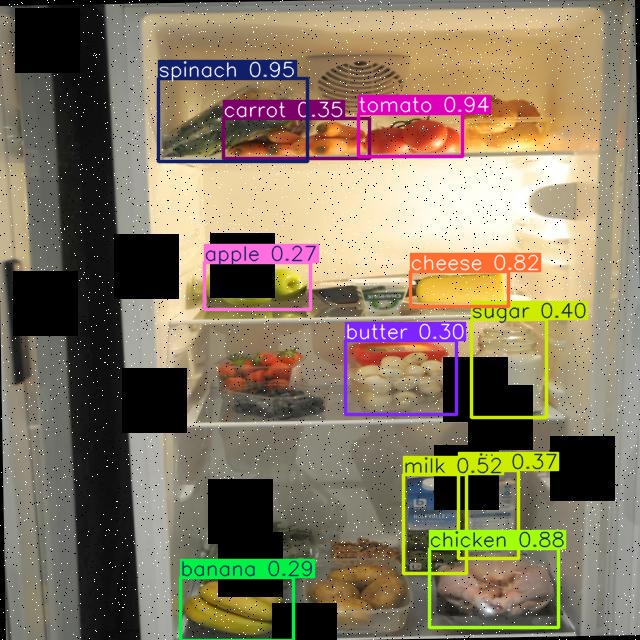 spinach 0.95
carrot 0.35
tomato 0.94
apple 0.27
cheese 0.82
sugar 0.40
butter 0.30
milk 0.52
0.37
chicken 0.88
banana 0.29